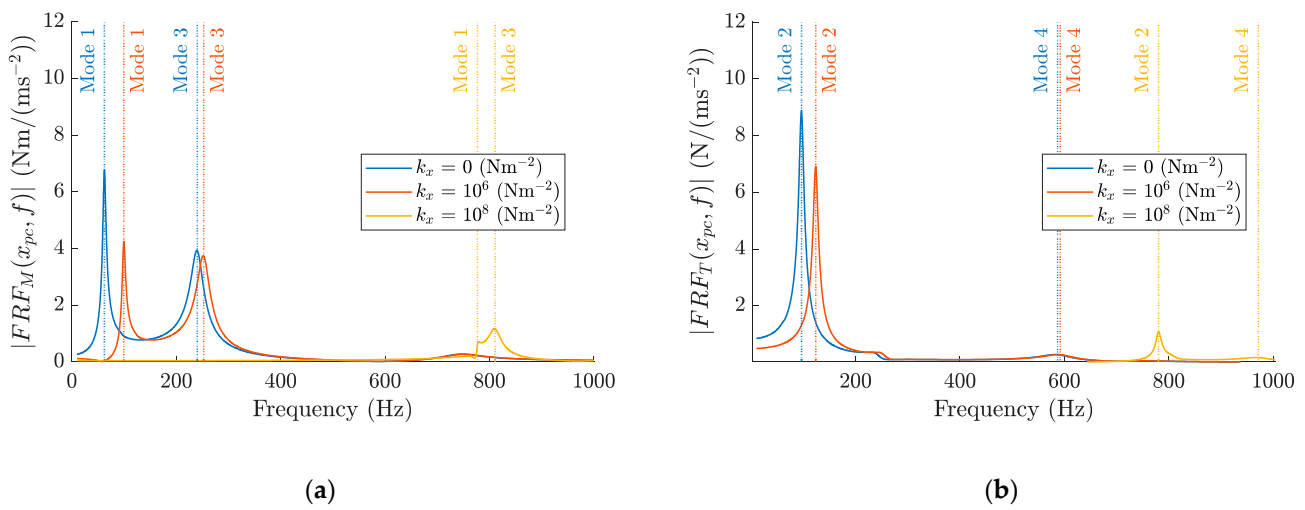 12
10
8
6
4
2
0
0
200
400
600
800
1000
Frequency (Hz)
|FRF_M(x_{pc}, f)| (Nm/(ms^{−2}))
Mode 1
Mode 1
Mode 3
Mode 3
Mode 1
Mode 3
k_x = 0 (Nm^{−2})
k_x = 10^6 (Nm^{−2})
k_x = 10^8 (Nm^{−2})
(a)
12
10
8
6
4
2
200
400
600
800
1000
Frequency (Hz)
|FRF_T(x_{pc}, f)| (N/(ms^{−2}))
Mode 2
Mode 2
Mode 4
Mode 4
Mode 2
Mode 4
k_x = 0 (Nm^{−2})
k_x = 10^6 (Nm^{−2})
k_x = 10^8 (Nm^{−2})
(b)